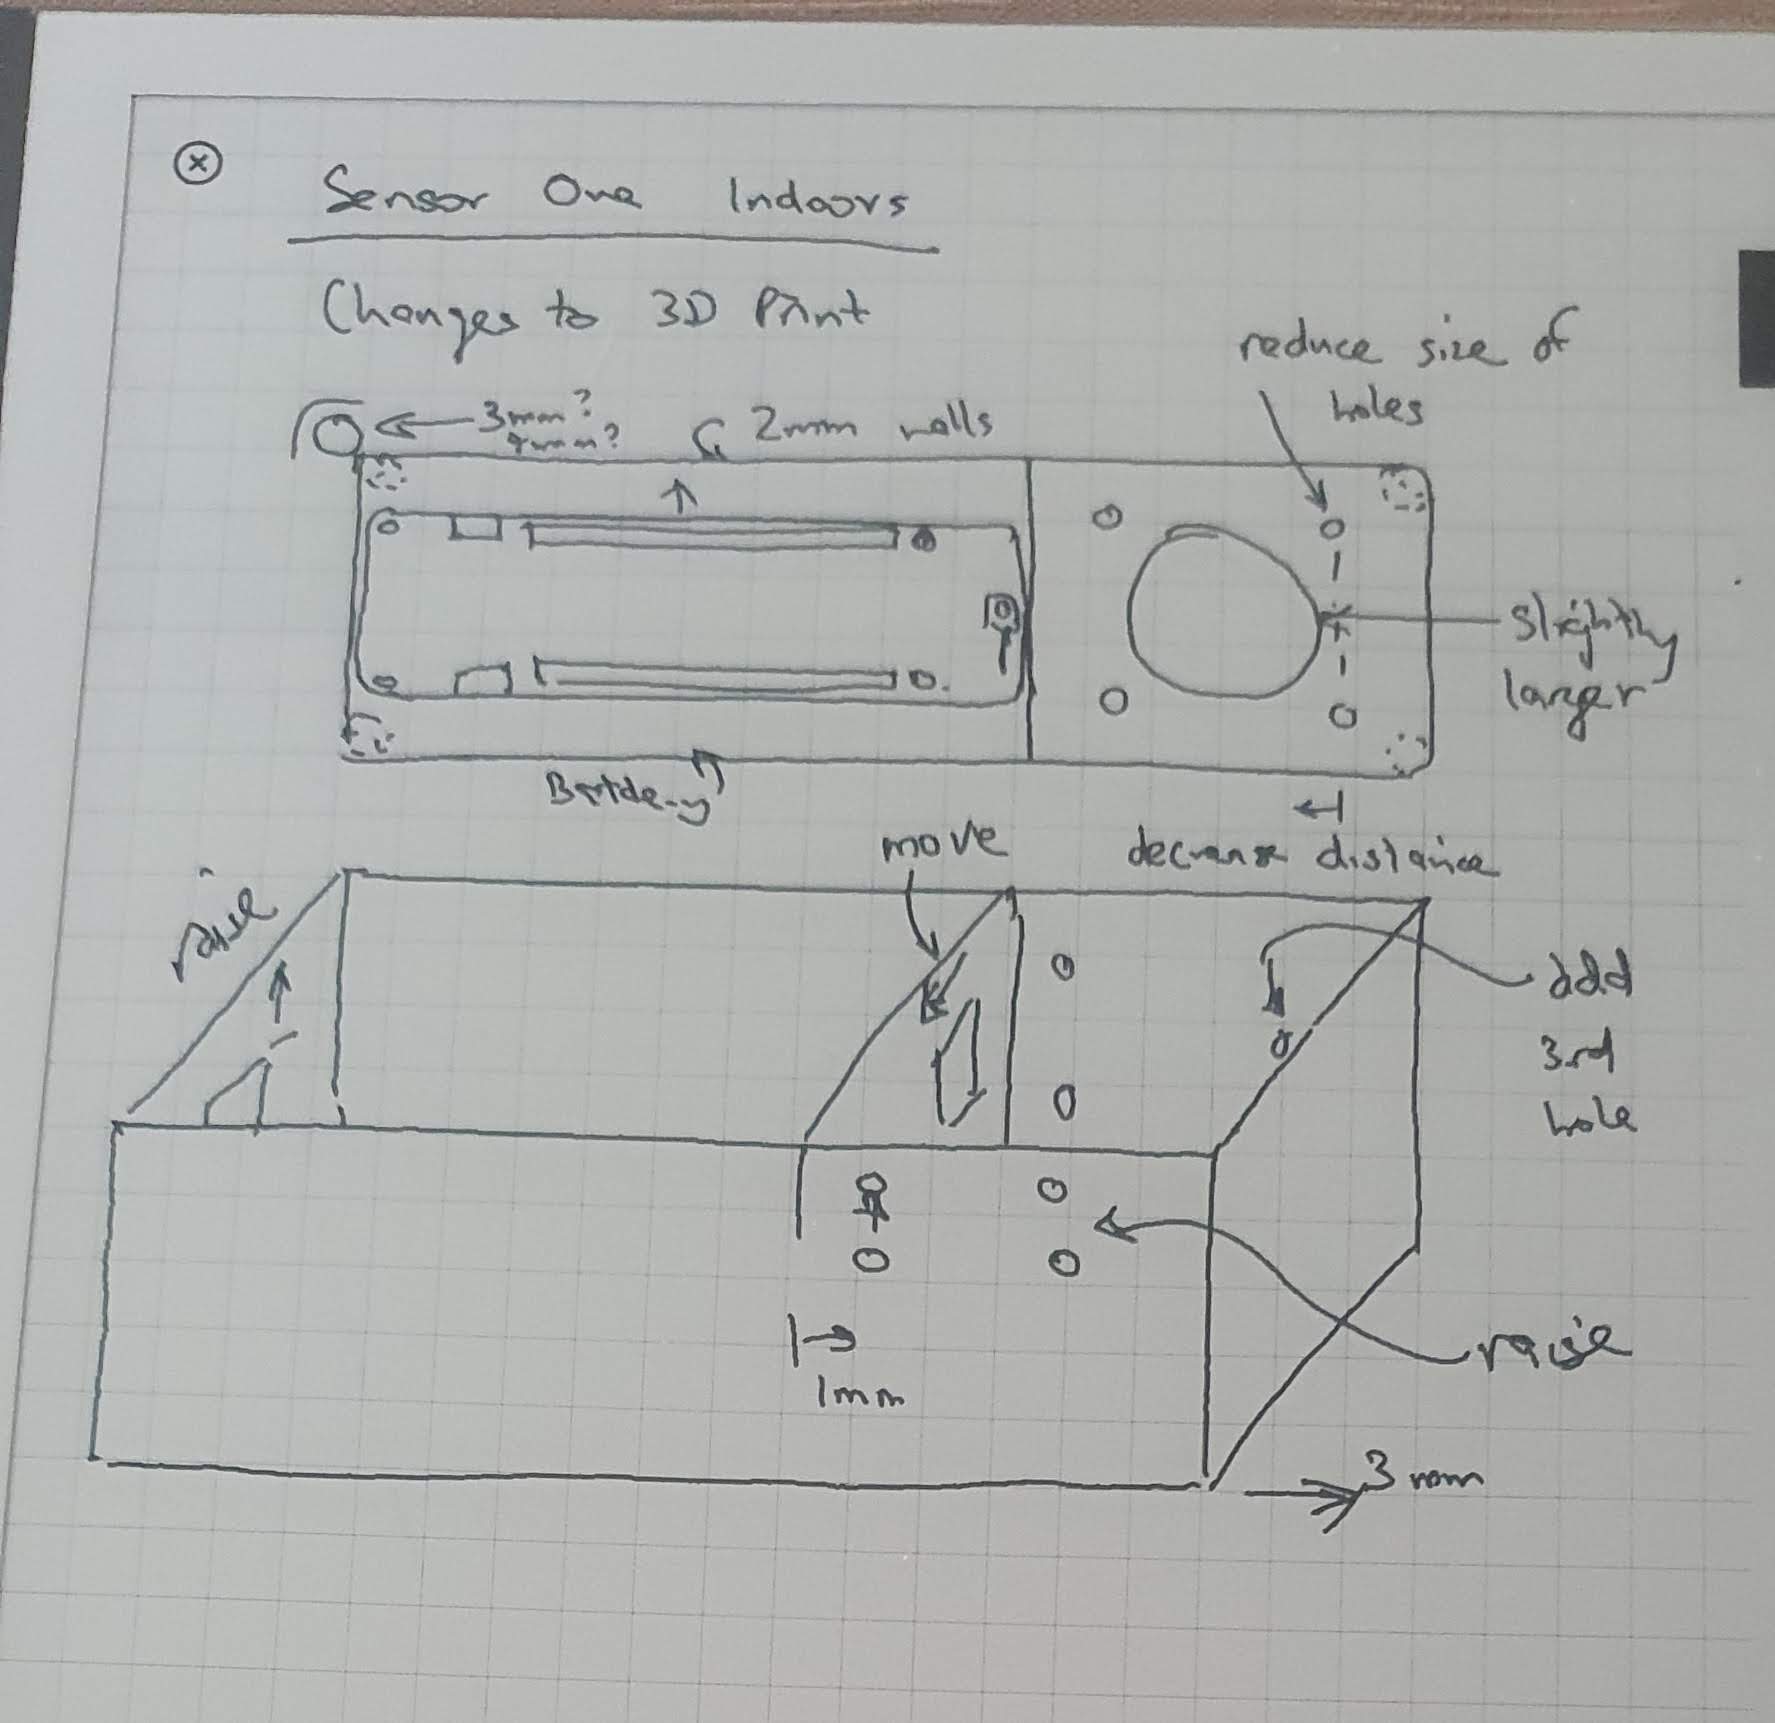 Sensor One Indoors
Changes to 3D Print
reduce size of
holes
3mm?
4mm?
2mm walls
slightly
larger
move
decrease distance
raise
add
3rd
hole
raise
1mm
3mm